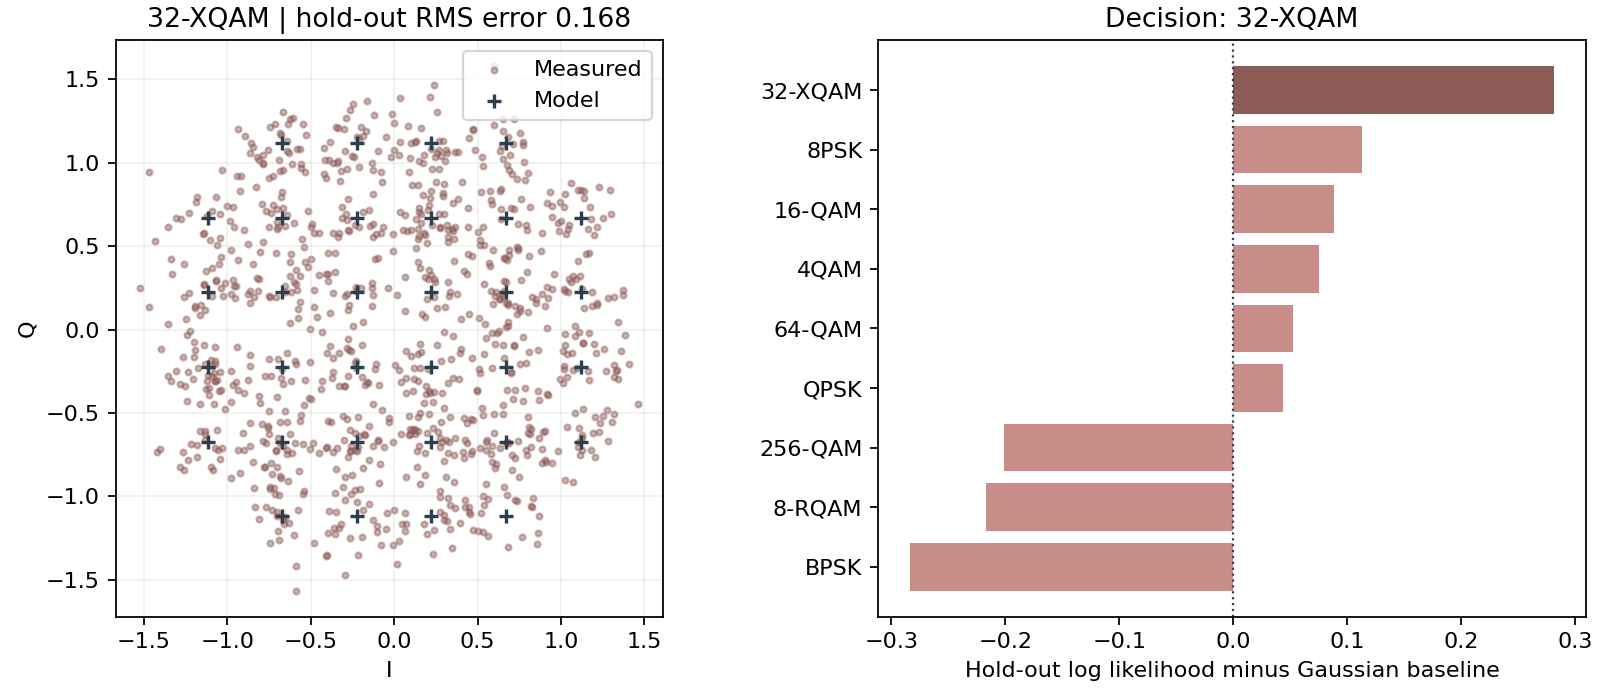 32-XQAM | hold-out RMS error 0.168
Measured
Model
1.5
1.0
0.5
0.0
−0.5
−1.0
−1.5
Q
−1.5 −1.0 −0.5 0.0 0.5 1.0 1.5
I
Decision: 32-XQAM
32-XQAM
8PSK
16-QAM
4QAM
64-QAM
QPSK
256-QAM
8-RQAM
BPSK
−0.3 −0.2 −0.1 0.0 0.1 0.2 0.3
Hold-out log likelihood minus Gaussian baseline